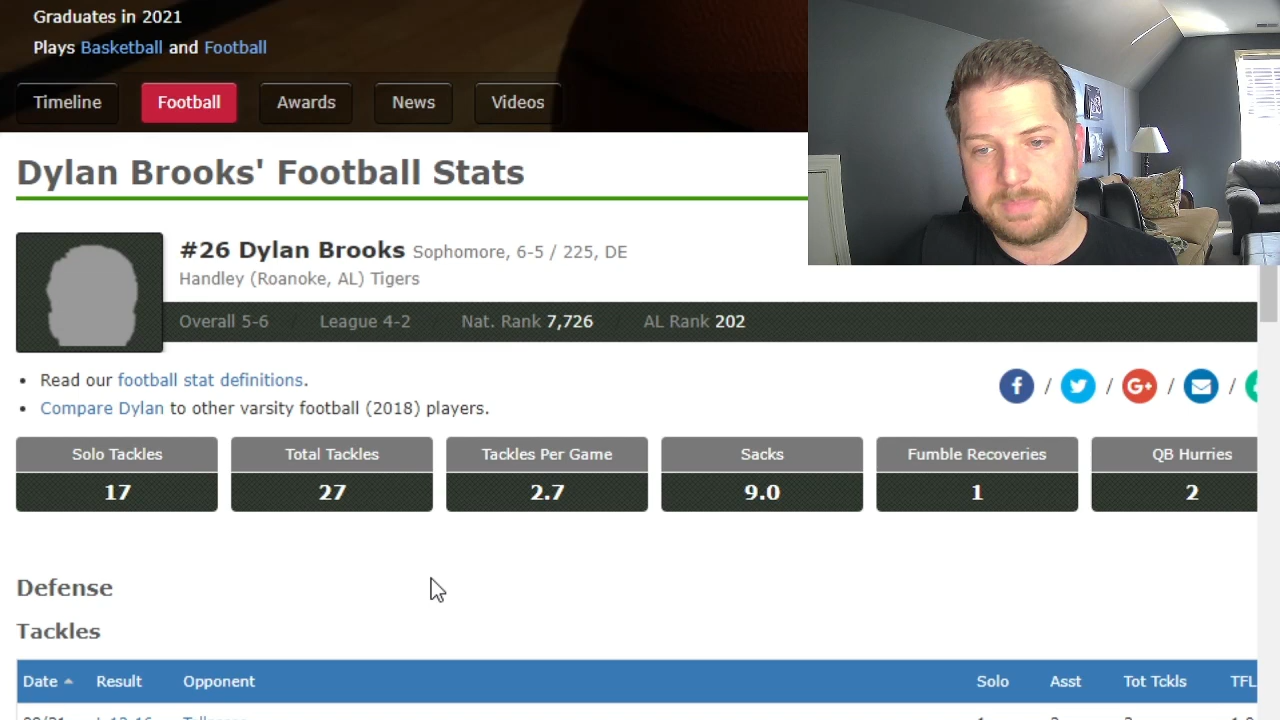 Graduates in 2021
Plays Basketball and Football
Timeline Football Awards News Videos
Dylan Brooks' Football Stats
#26 Dylan Brooks Sophomore, 6-5 / 225, DE
Handley (Roanoke, AL) Tigers
Overall 5-6 / League 4-2 / Nat. Rank 7,726 / AL Rank 202
• Read our football stat definitions.
• Compare Dylan to other varsity football (2018) players.
f / / G+ / /
Solo Tackles Total Tackles Tackles Per Game Sacks Fumble Recoveries QB Hurries
17 27 2.7 9.0 1 2
Defense
Tackles
Date Result Opponent Solo Asst Tot Tckls TFL